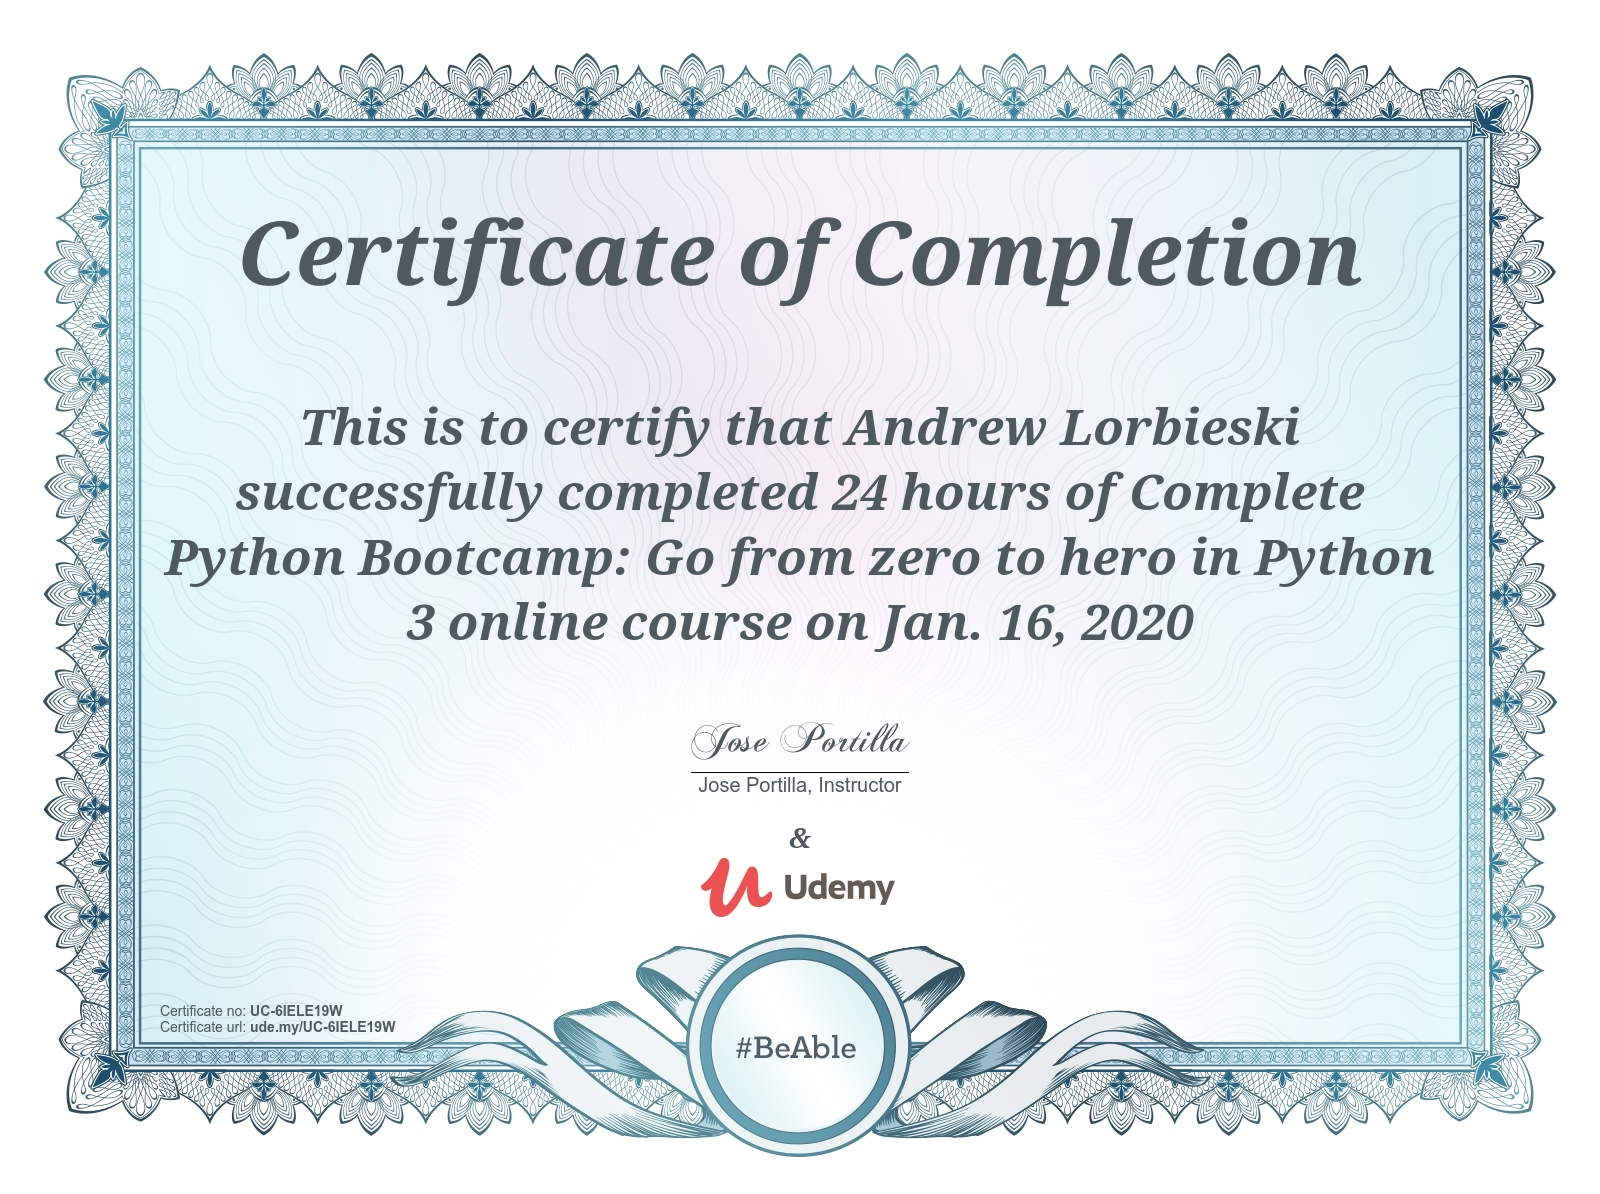 Certificate of Completion
This is to certify that Andrew Lorbieski
successfully completed 24 hours of Complete
Python Bootcamp: Go from zero to hero in Python
3 online course on Jan. 16, 2020
Jose Portilla
Jose Portilla, Instructor
&
Udemy
Certificate no: UC-6IELE19W
Certificate url: ude.my/UC-6IELE19W
#BeAble